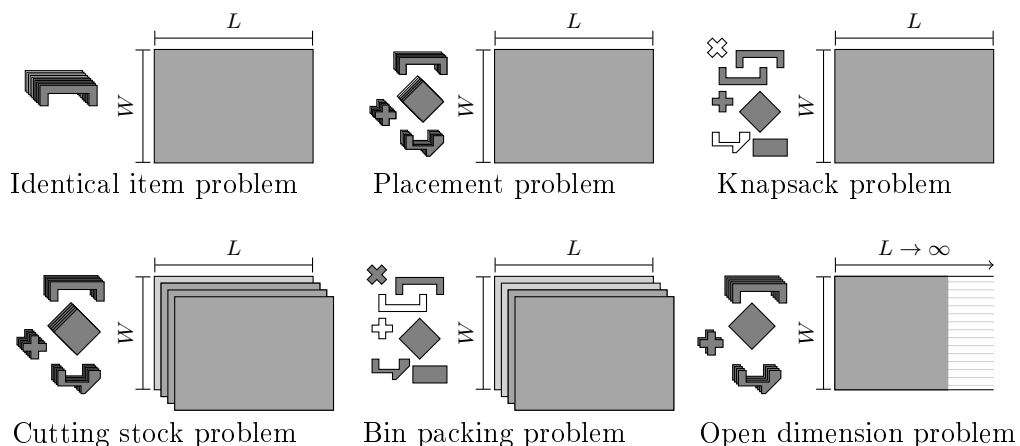 L
L
L
W
W
W
Identical item problem
Placement problem
Knapsack problem
L
L
L → ∞
W
W
W
Cutting stock problem
Bin packing problem
Open dimension problem